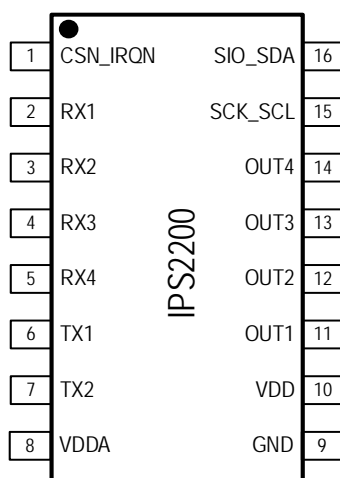 1 CSN_IRQN SIO_SDA 16
2 RX1 SCK_SCL 15
3 RX2 OUT4 14
4 RX3 OUT3 13
5 RX4 OUT2 12
6 TX1 OUT1 11
7 TX2 VDD 10
8 VDDA GND 9
IPS2200